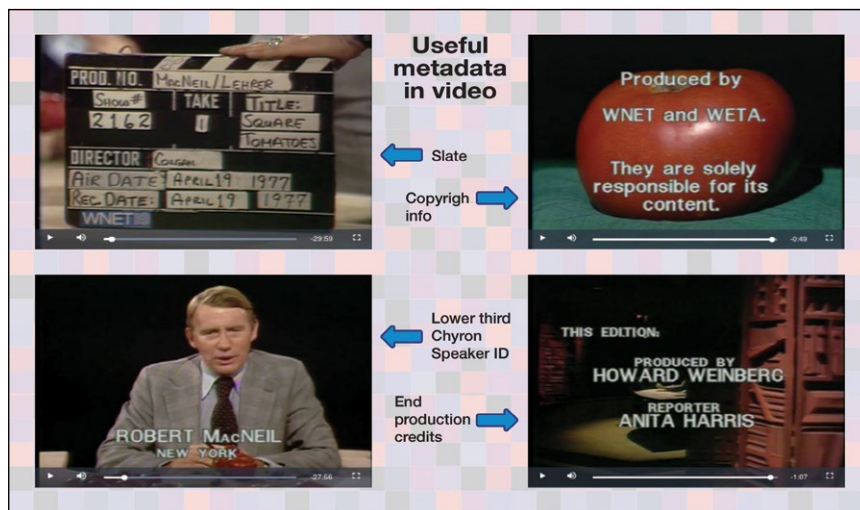 Useful
metadata
in video
PROD. NO. MACNEIL/LEHRER
SHOW# TAKE TITLE:
2162 SQUARE
TOMATOES
DIRECTOR COLGAN
AIR DATE: APRIL 19 1977
REC DATE: APRIL 19 1977
WNET 13
-29:59
Slate
Copyrigh
info
Produced by
WNET and WETA.
They are solely
responsible for its
content.
-0:49
ROBERT MACNEIL
NEW YORK
-27:56
Lower third
Chyron
Speaker ID
End
production
credits
THIS EDITION:
PRODUCED BY
HOWARD WEINBERG
REPORTER
ANITA HARRIS
-1:07